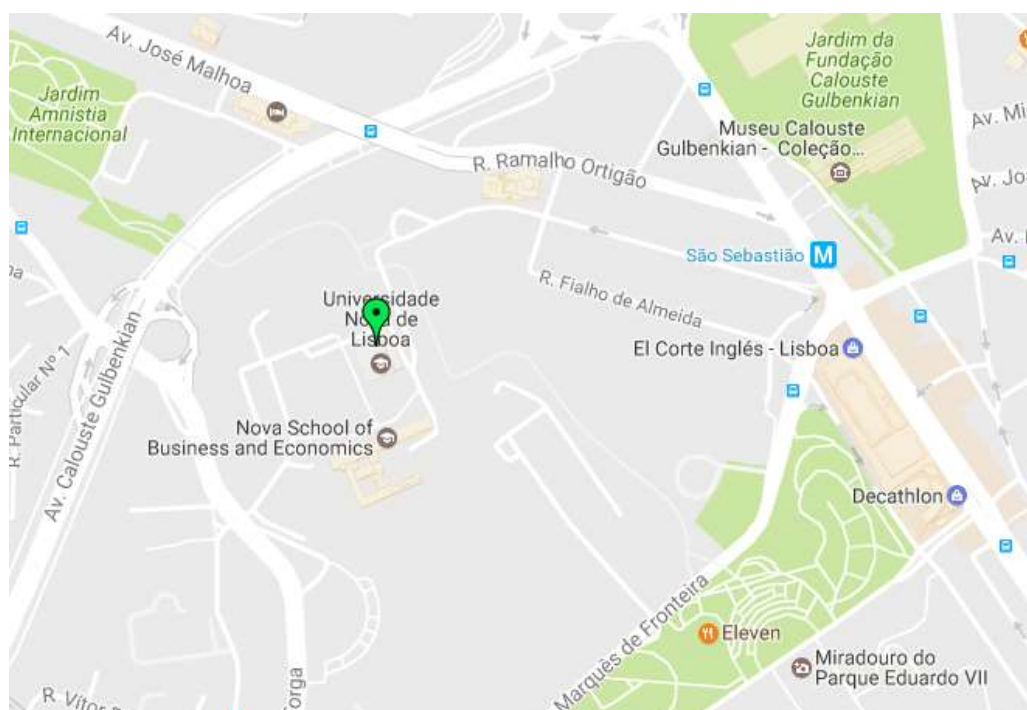 Av. José Malhoa
Jardim da
Fundação
Calouste
Gulbenkian
Jardim
Amnistia
Internacional
Museu Calouste
Gulbenkian - Coleção...
Av. Mi
R. Ramalho Ortigão
Av. Joã
Av.
São Sebastião M
R. Fialho de Almeida
Universidade
Nova de
Lisboa
El Corte Inglés - Lisboa
R. Particular Nº 1
Av. Calouste Gulbenkian
Nova School of
Business and Economics
Decathlon
Marquês de Fronteira
Eleven
Miradouro do
Parque Eduardo VII
R. Vítor
orga